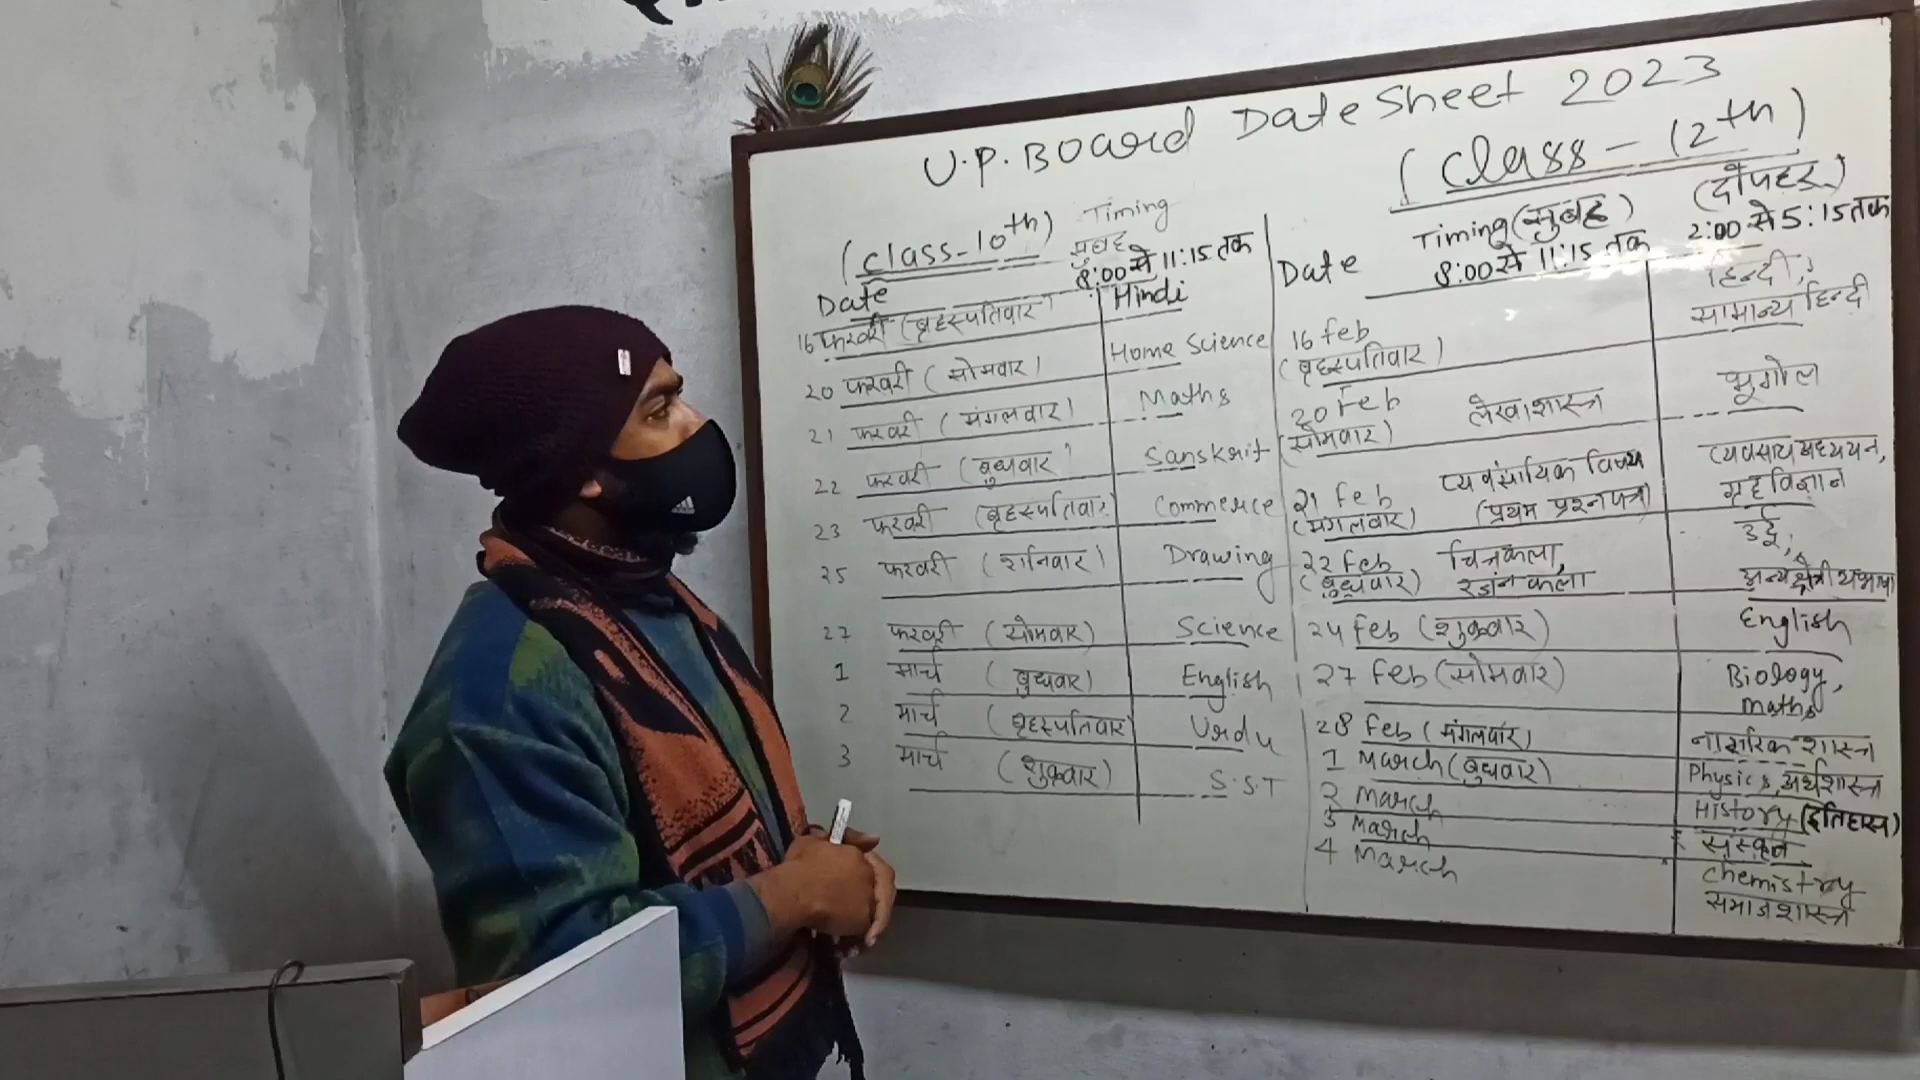 U.P. Board Date Sheet 2023
(Class-10th) Timing
सुबह
8:00 से 11:15 तक
Date
16 फरवरी (बृहस्पतिवार) Hindi
20 फरवरी (सोमवार) Home Science
21 फरवरी (मंगलवार) Maths
22 फरवरी (बुधवार) Sanskrit
23 फरवरी (बृहस्पतिवार) Commerce
25 फरवरी (शनिवार) Drawing
27 फरवरी (सोमवार) Science
1 मार्च (बुधवार) English
2 मार्च (बृहस्पतिवार) Urdu
3 मार्च (शुक्रवार) S.S.T
(Class-12th)
Timing (सुबह) (दोपहर)
Date 8:00 से 11:15 तक 2:00 से 5:15 तक
हिन्दी,
16 Feb सामान्य हिन्दी
(बृहस्पतिवार)
20 Feb लेखाशास्त्र भूगोल
(सोमवार)
21 Feb व्यवसायिक विषय व्यवसाय अध्ययन,
(मंगलवार) (प्रथम प्रश्नपत्र) गृहविज्ञान
22 Feb चित्रकला, उर्दू,
(बुधवार) रंजनकला अन्य क्षेत्रीय भाषा
24 Feb (शुक्रवार) English
27 Feb (सोमवार) Biology,
Maths
28 Feb (मंगलवार) नागरिक शास्त्र
1 March (बुधवार) Physics, अर्थशास्त्र
2 March History (इतिहास)
3 March संस्कृत
4 March Chemistry
समाजशास्त्र